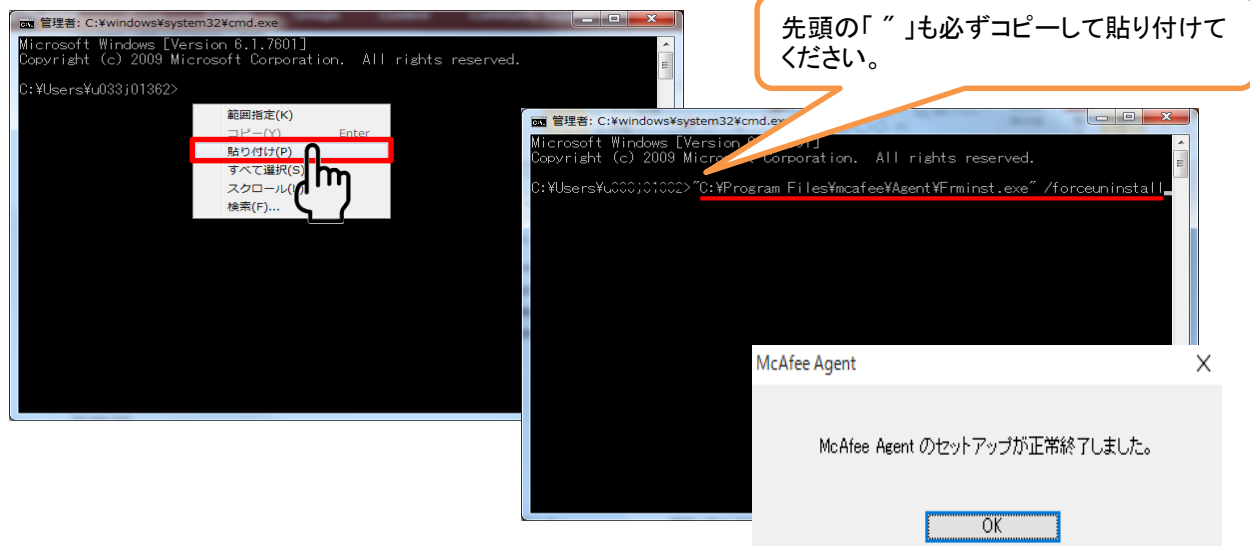 管理者: C:¥windows¥system32¥cmd.exe
Microsoft Windows [Version 6.1.7601]
Copyright (c) 2009 Microsoft Corporation.  All rights reserved.
C:¥Users¥u033j01362>
範囲指定(K)
コピー(Y) Enter
貼り付け(P)
すべて選択(S)
スクロール(
検索(F)...
先頭の「 ” 」も必ずコピーして貼り付けて
ください。
管理者: C:¥windows¥system32¥cmd.ex
Microsoft Windows [Version
Copyright (c) 2009 Corporation.  All rights reserved.
C:¥Users¥ "C:¥Program Files¥mcafee¥Agent¥Frminst.exe" /forceuninstall_
McAfee Agent
McAfee Agent のセットアップが正常終了しました。
OK